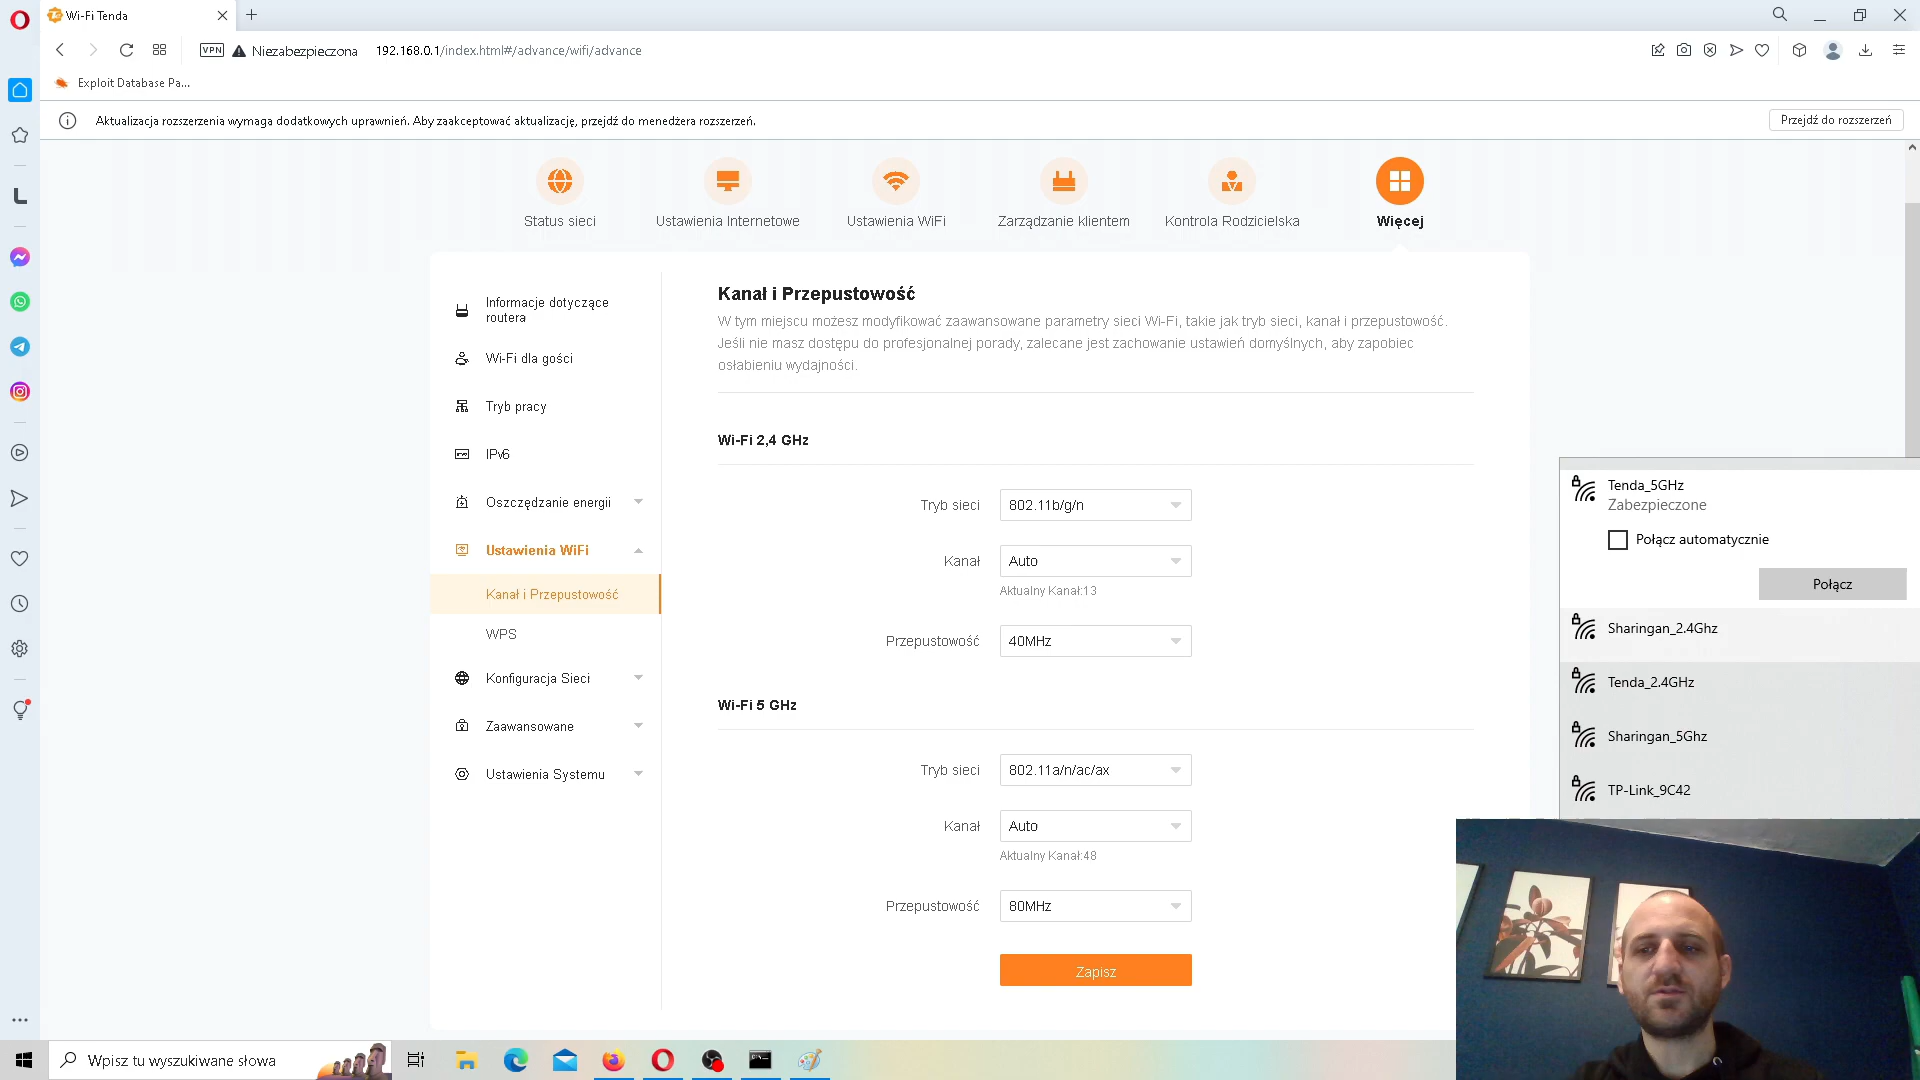 Wi-Fi Tenda
VPN
Niezabezpieczona
192.168.0.1/index.html#/advance/wifi/advance
Exploit Database Pa...
Aktualizacja rozszerzenia wymaga dodatkowych uprawnień. Aby zaakceptować aktualizację, przejdź do menedżera rozszerzeń.
Przejdź do rozszerzeń
Status sieci
Ustawienia Internetowe
Ustawienia WiFi
Zarządzanie klientem
Kontrola Rodzicielska
Więcej
Informacje dotyczące
routera
Wi-Fi dla gości
Tryb pracy
IPv6
Oszczędzanie energii
Ustawienia WiFi
Kanał i Przepustowość
WPS
Konfiguracja Sieci
Zaawansowane
Ustawienia Systemu
Kanał i Przepustowość
W tym miejscu możesz modyfikować zaawansowane parametry sieci Wi-Fi, takie jak tryb sieci, kanał i przepustowość.
Jeśli nie masz dostępu do profesjonalnej porady, zalecane jest zachowanie ustawień domyślnych, aby zapobiec
osłabieniu wydajności.
Wi-Fi 2,4 GHz
Tryb sieci 802.11b/g/n
Kanał Auto
Aktualny Kanał:13
Przepustowość 40MHz
Wi-Fi 5 GHz
Tryb sieci 802.11a/n/ac/ax
Kanał Auto
Aktualny Kanał:48
Przepustowość 80MHz
Zapisz
Tenda_5GHz
Zabezpieczone
Połącz automatycznie
Połącz
Sharingan_2.4Ghz
Tenda_2.4GHz
Sharingan_5Ghz
TP-Link_9C42
Wpisz tu wyszukiwane słowa